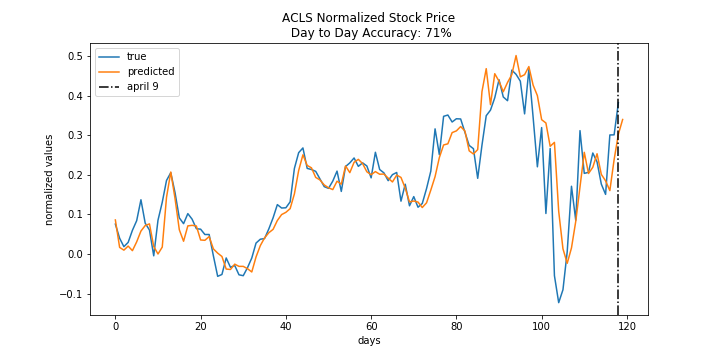 ACLS Normalized Stock Price
Day to Day Accuracy: 71%
true
predicted
april 9
normalized values
0.5
0.4
0.3
0.2
0.1
0.0
−0.1
0
20
40
60
80
100
120
days